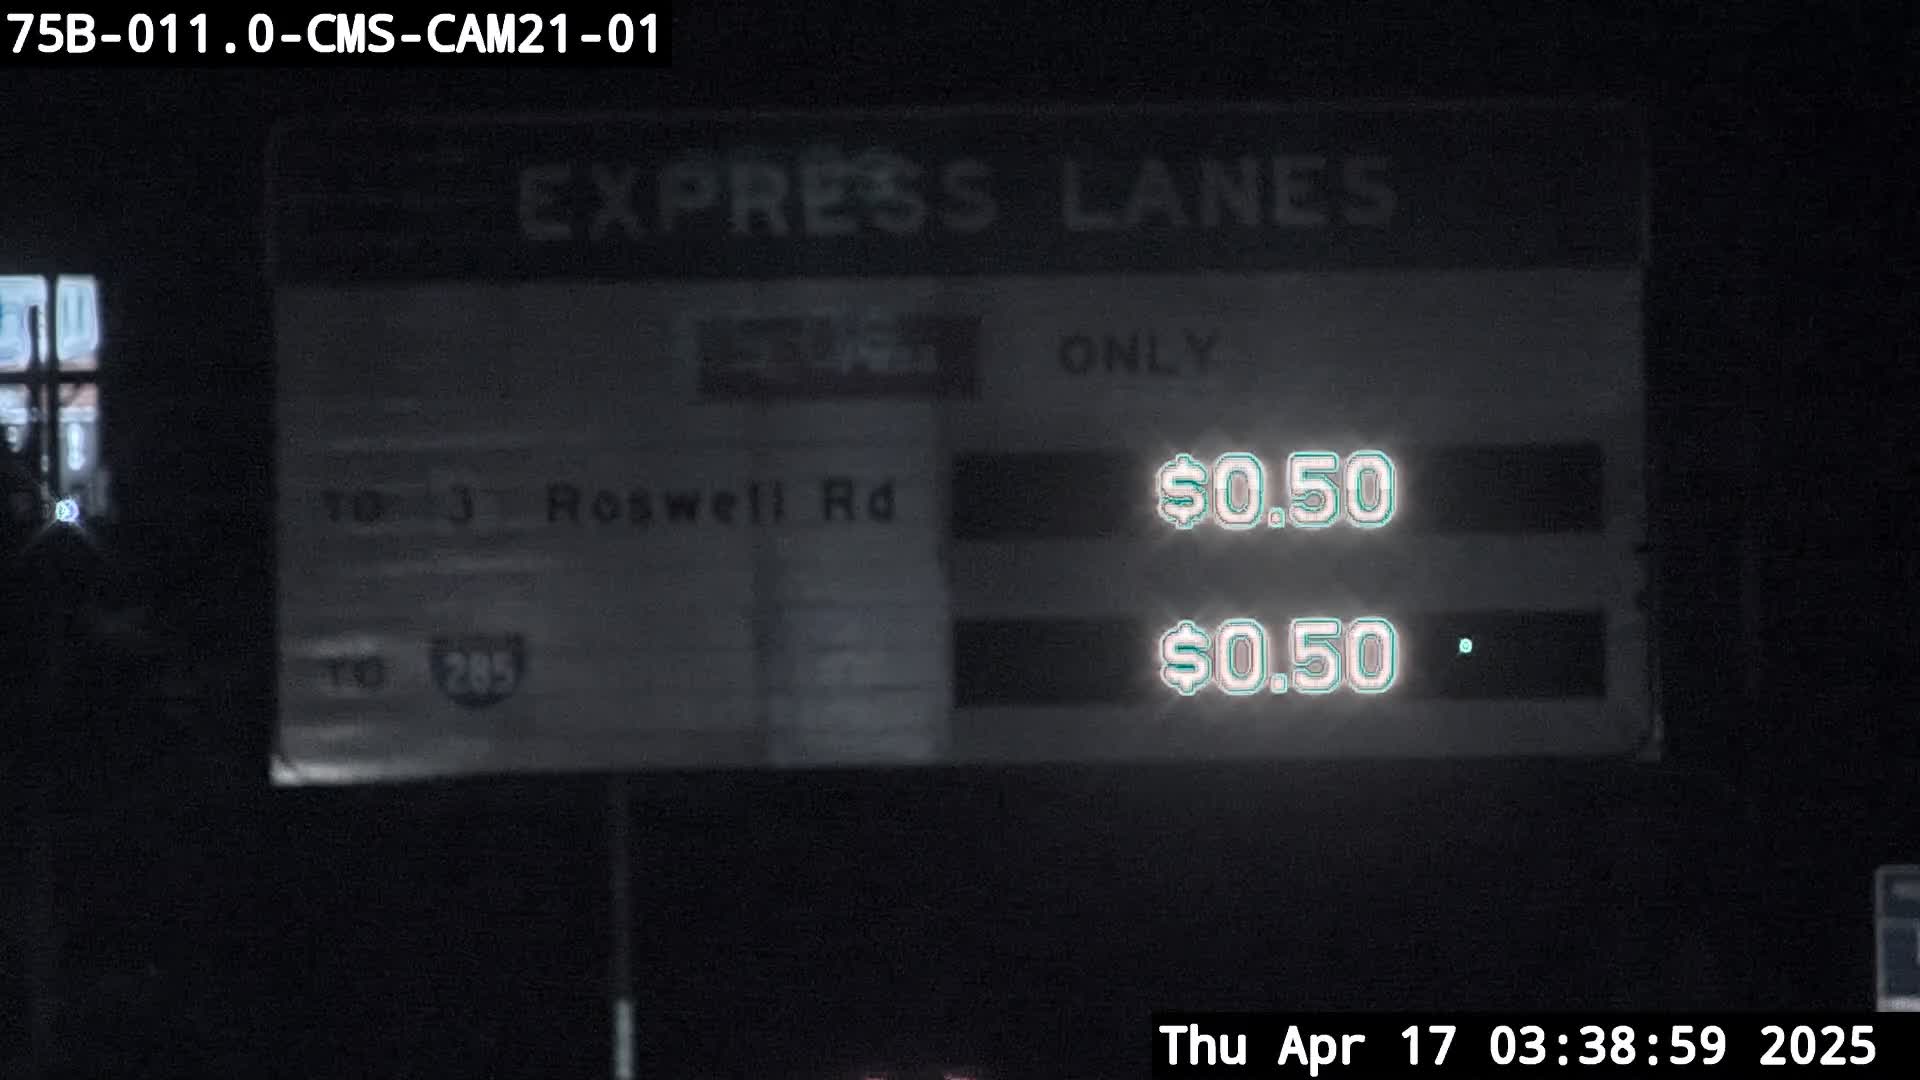 75B-011.0-CMS-CAM21-01
EXPRESS LANES
ONLY
TO J Roswell Rd $0.50
TO 285 $0.50
Thu Apr 17 03:38:59 2025